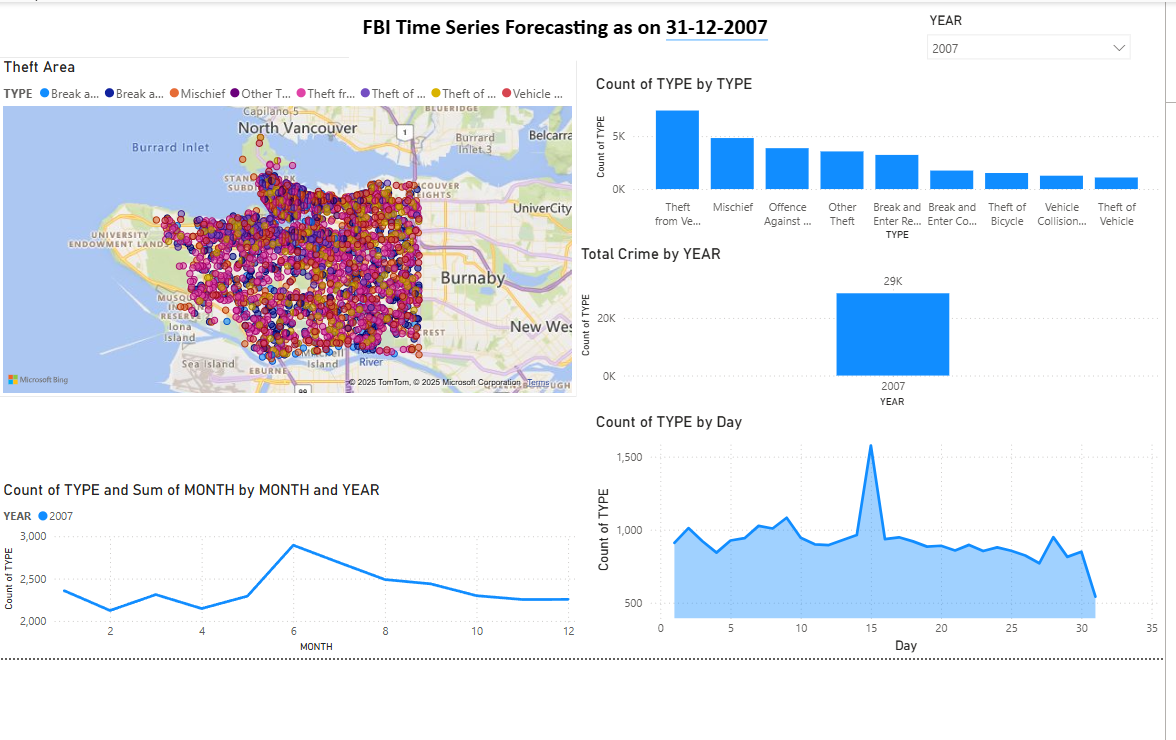 FBI Time Series Forecasting as on 31-12-2007
YEAR
2007
Theft Area
TYPE Break a... Break a... Mischief Other T... Theft fr... Theft of ... Theft of ... Vehicle ...
Capilano 5
BLUERIDGE
North Vancouver
1
Burrard
Inlet 3
Belcarra
Burrard Inlet
UniverCity
UNIVERSITY
ENDOWMENT LANDS
Burnaby
Iona
Island
New Wes
Sea Island
EBURNE
Island
River
99
Microsoft Bing
© 2025 TomTom, © 2025 Microsoft Corporation Terms
Count of TYPE by TYPE
Count of TYPE
5K
0K
Theft
from Ve...
Mischief
Offence
Against ...
Other
Theft
Break and
Enter Re...
Break and
Enter Co...
Theft of
Bicycle
Vehicle
Collision...
Theft of
Vehicle
TYPE
Total Crime by YEAR
Count of TYPE
29K
20K
0K
2007
YEAR
Count of TYPE by Day
Count of TYPE
1,500
1,000
500
0 5 10 15 20 25 30 35
Day
Count of TYPE and Sum of MONTH by MONTH and YEAR
YEAR 2007
Count of TYPE
3,000
2,500
2,000
2 4 6 8 10 12
MONTH